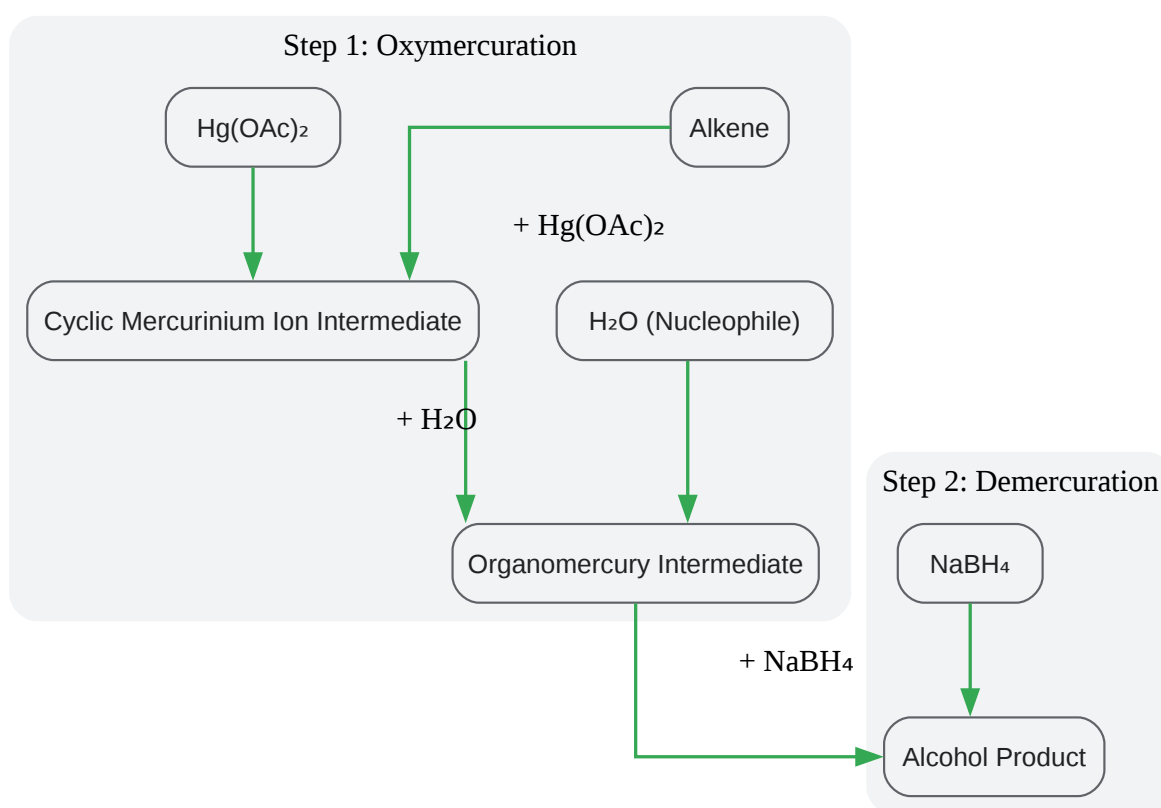 Step 1: Oxymercuration
Hg(OAc)₂
Alkene
+ Hg(OAc)₂
Cyclic Mercurinium Ion Intermediate
H₂O (Nucleophile)
+ H₂O
Step 2: Demercuration
Organomercury Intermediate
NaBH₄
+ NaBH₄
Alcohol Product